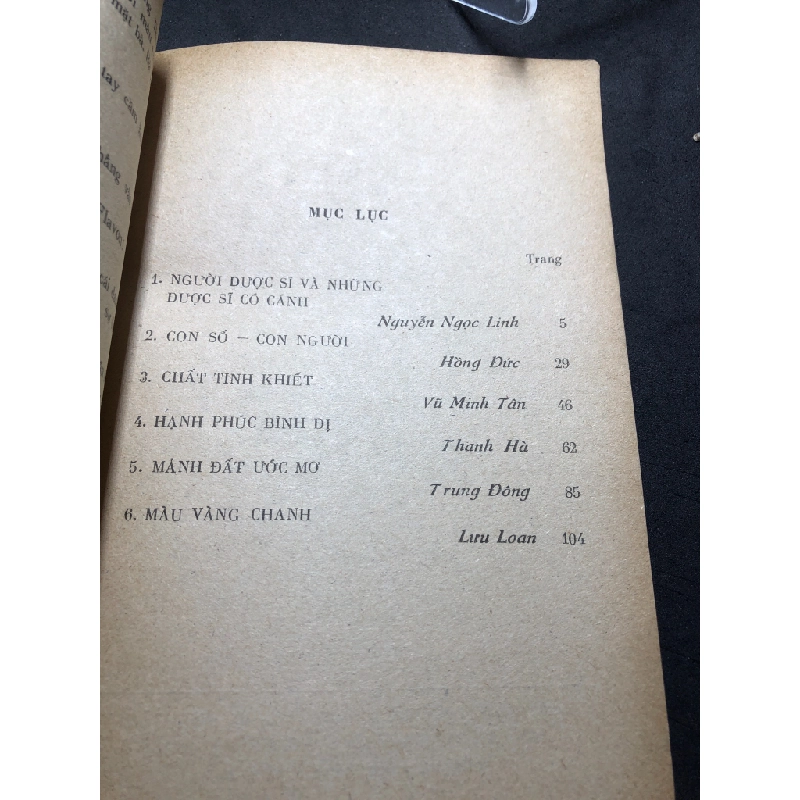 MỤC LỤC
Trang
1. NGƯỜI DƯỢC SĨ VÀ NHỮNG
DƯỢC SĨ CÓ CÁNH
Nguyễn Ngọc Linh 5
2. CON SỐ – CON NGƯỜI
Hồng Đức 29
3. CHẤT TINH KHIẾT
Vũ Minh Tân 46
4. HẠNH PHÚC BÌNH DỊ
Thanh Hà 62
5. MẢNH ĐẤT ƯỚC MƠ
Trung Đông 85
6. MÀU VÀNG CHANH
Lưu Loan 104